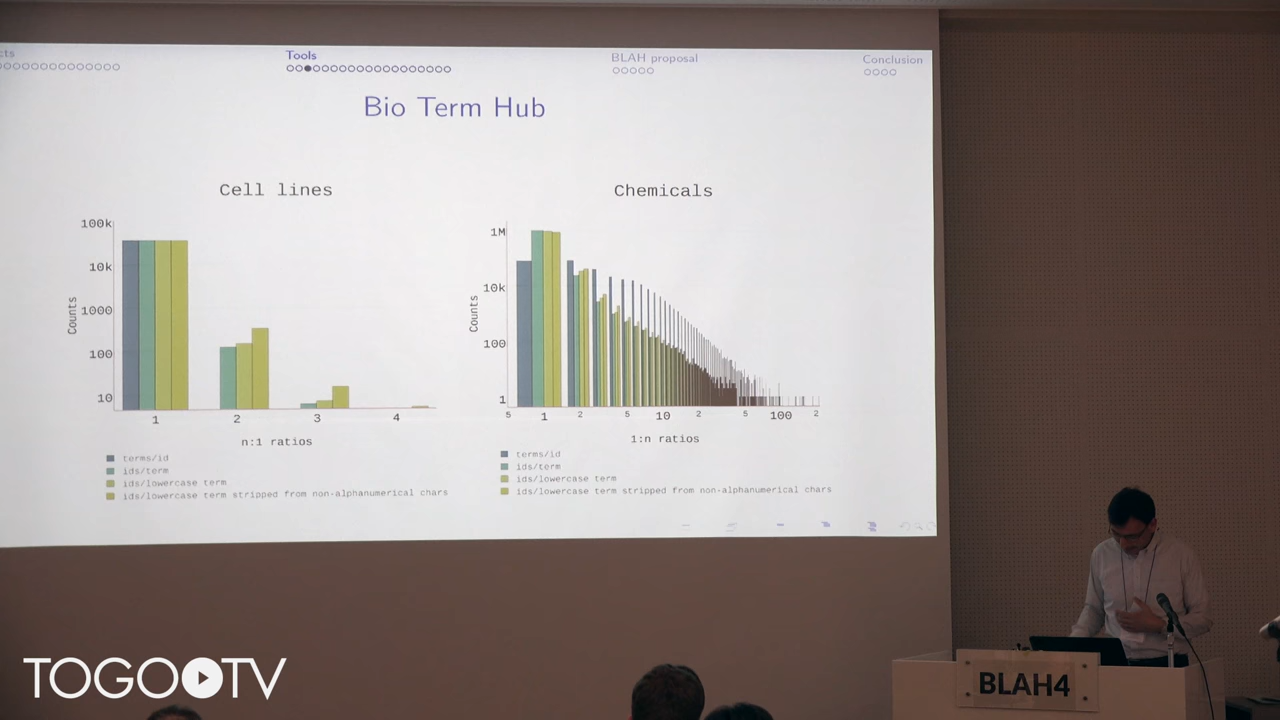 cts
Tools
BLAH proposal
Conclusion
Bio Term Hub
Cell lines
100k
10k
1000
100
10
Counts
1
2
3
4
n:1 ratios
terms/id
ids/term
ids/lowercase term
ids/lowercase term stripped from non-alphanumerical chars
Chemicals
1M
10k
100
1
Counts
5
1
2
5
10
2
5
100
2
1:n ratios
terms/id
ids/term
ids/lowercase term
ids/lowercase term stripped from non-alphanumerical chars
TOGOTV
BLAH4